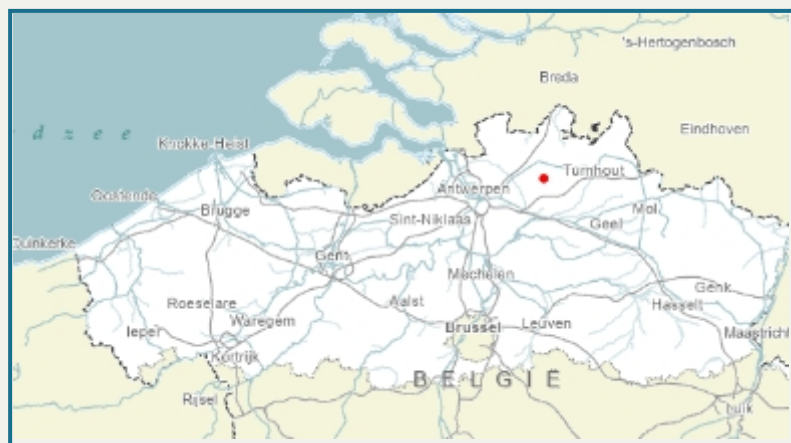 's-Hertogenbosch
Breda
Eindhoven
d z e e
Knokke-Heist
Turnhout
Antwerpen
Oostende
Mol
Brugge
Sint-Niklaas
Geel
Duinkerke
Gent
Mechelen
Genk
Roeselare
Aalst
Hasselt
Waregem
Brussel
Leuven
Ieper
Maastricht
Kortrijk
BELGIË
Rijsel
Luik